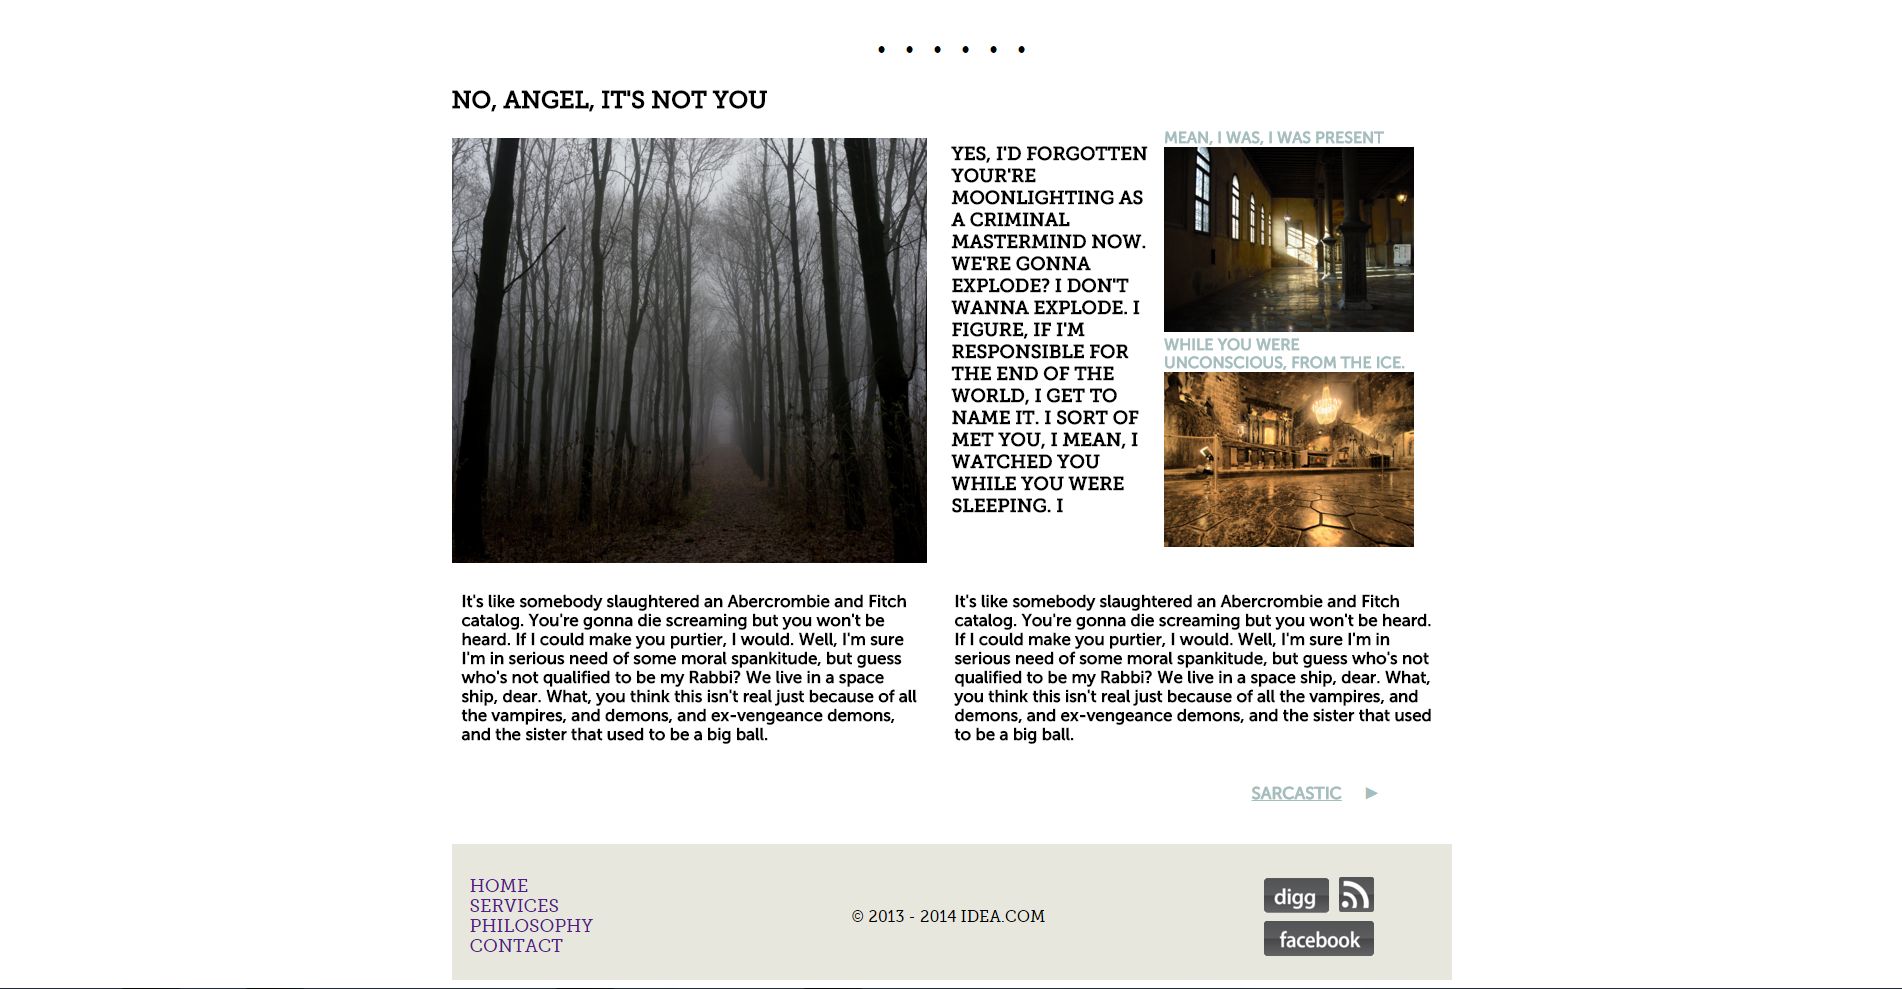 NO, ANGEL, IT'S NOT YOU
YES, I'D FORGOTTEN
YOUR'RE
MOONLIGHTING AS
A CRIMINAL
MASTERMIND NOW.
WE'RE GONNA
EXPLODE? I DON'T
WANNA EXPLODE. I
FIGURE, IF I'M
RESPONSIBLE FOR
THE END OF THE
WORLD, I GET TO
NAME IT. I SORT OF
MET YOU, I MEAN, I
WATCHED YOU
WHILE YOU WERE
SLEEPING. I
MEAN, I WAS, I WAS PRESENT
WHILE YOU WERE
UNCONSCIOUS, FROM THE ICE.
It's like somebody slaughtered an Abercrombie and Fitch
catalog. You're gonna die screaming but you won't be
heard. If I could make you purtier, I would. Well, I'm sure
I'm in serious need of some moral spankitude, but guess
who's not qualified to be my Rabbi? We live in a space
ship, dear. What, you think this isn't real just because of all
the vampires, and demons, and ex-vengeance demons,
and the sister that used to be a big ball.
It's like somebody slaughtered an Abercrombie and Fitch
catalog. You're gonna die screaming but you won't be heard.
If I could make you purtier, I would. Well, I'm sure I'm in
serious need of some moral spankitude, but guess who's not
qualified to be my Rabbi? We live in a space ship, dear. What,
you think this isn't real just because of all the vampires, and
demons, and ex-vengeance demons, and the sister that used
to be a big ball.
SARCASTIC
HOME
SERVICES
PHILOSOPHY
CONTACT
© 2013 - 2014 IDEA.COM
digg
facebook